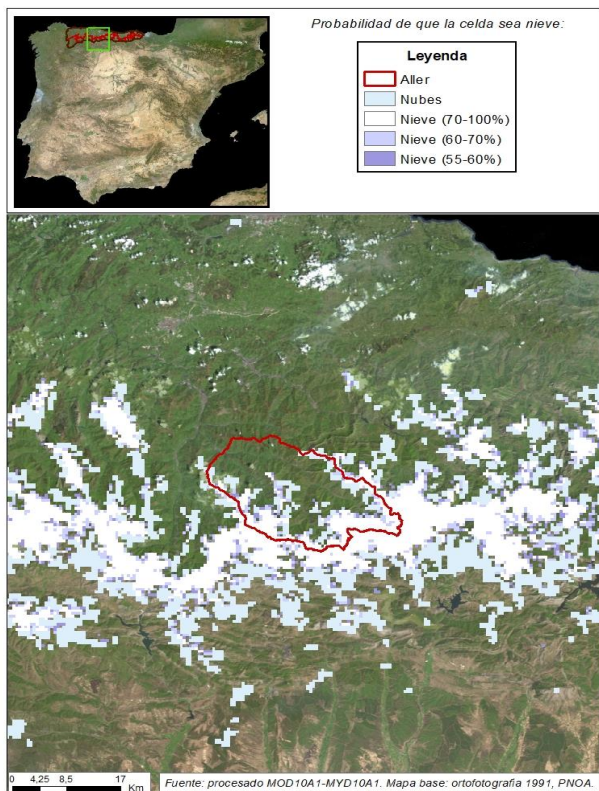 Probabilidad de que la celda sea nieve:
Leyenda
Aller
Nubes
Nieve (70-100%)
Nieve (60-70%)
Nieve (55-60%)
0 4,25 8,5 17
Km
Fuente: procesado MOD10A1-MYD10A1. Mapa base: ortofotografia 1991, PNOA.